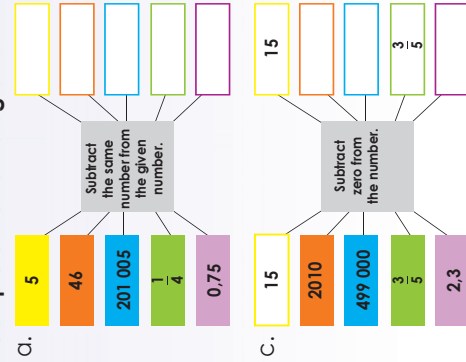 a.
5
46
201 005
1
4
0,75
Subtract
the same
number from
the given
number.
c.
15
2010
499 000
3
5
2,3
Subtract
zero from
the number.
15
3
5